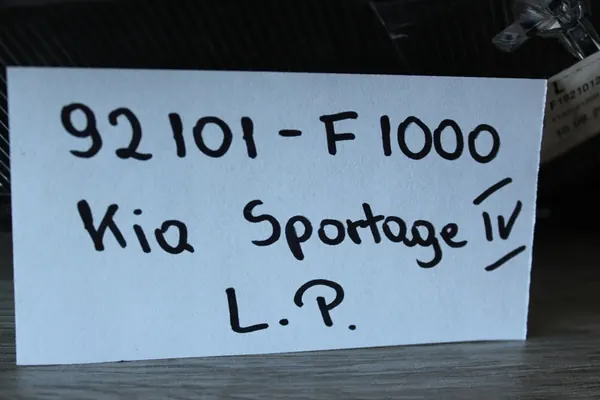 92101-F1000
Kia Sportage IV
L.P.
L